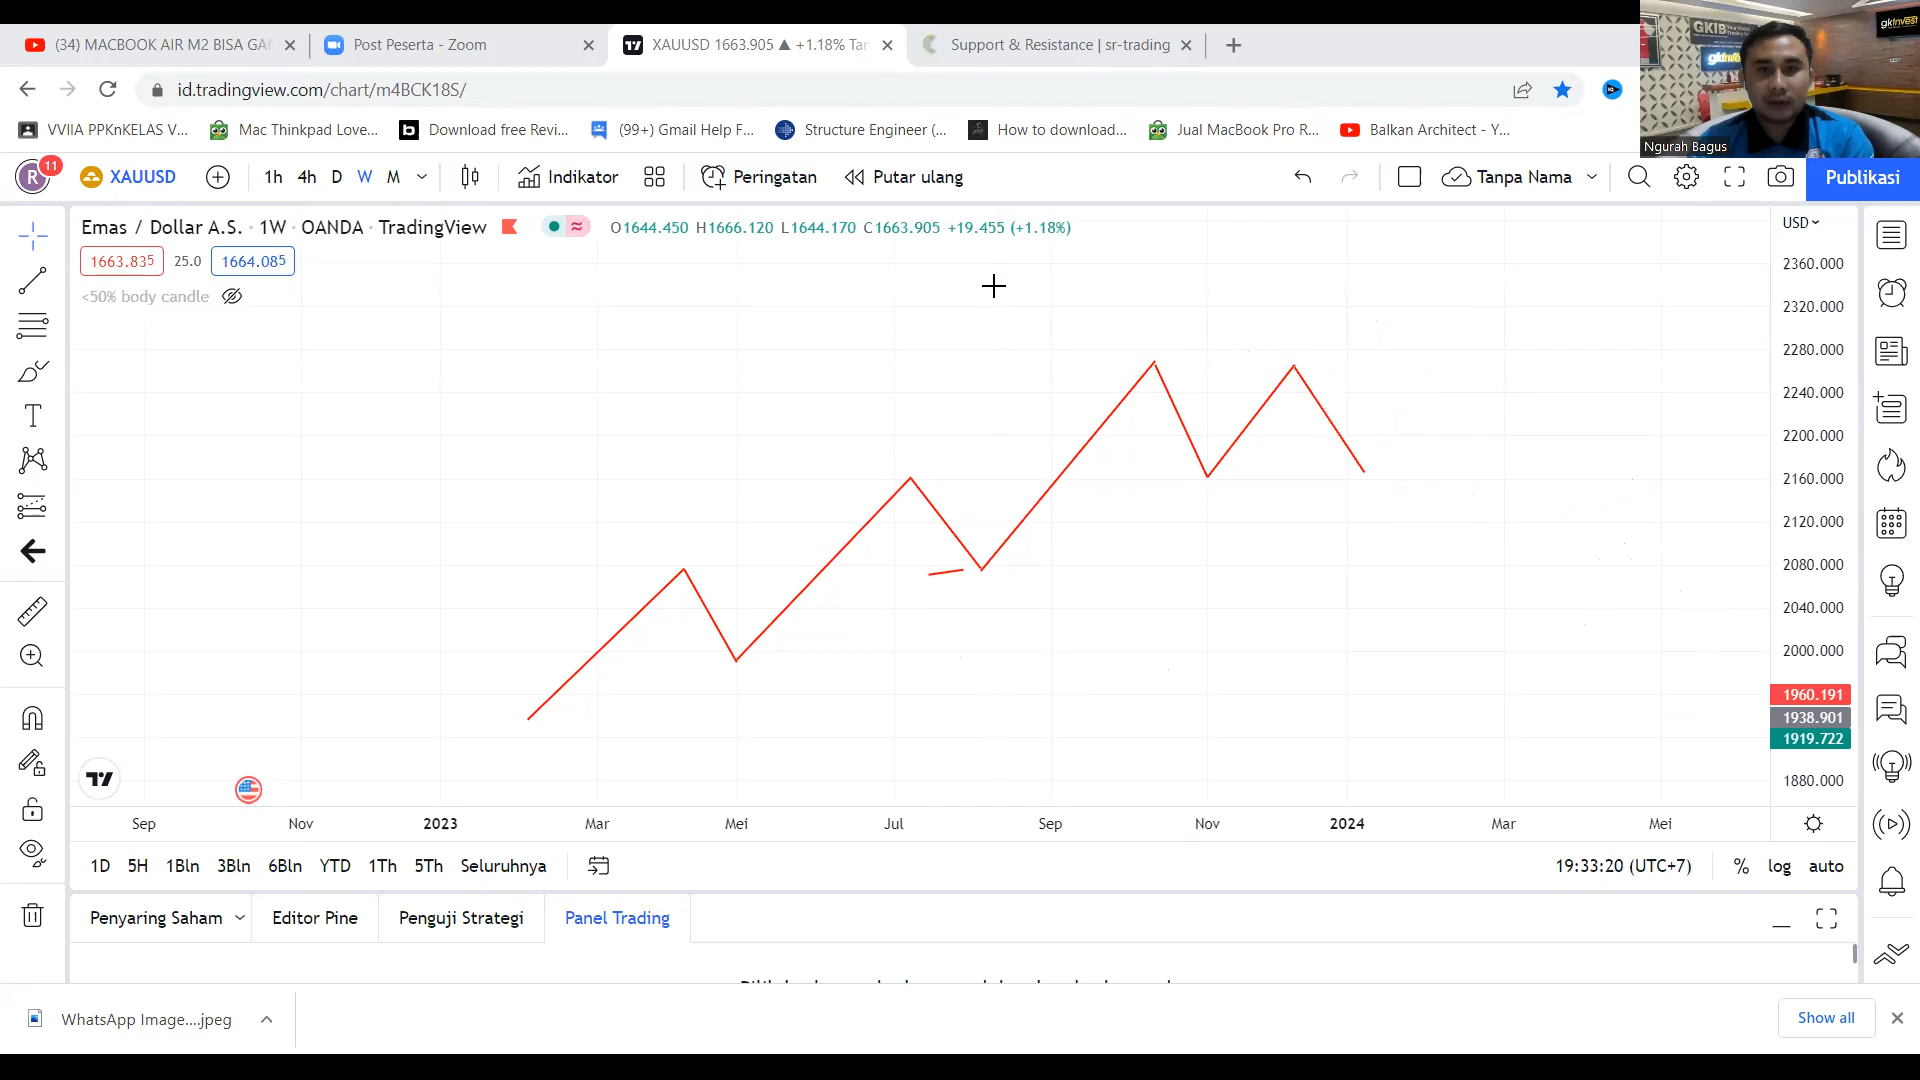 (34) MACBOOK AIR M2 BISA GA
Post Peserta - Zoom
XAUUSD 1663.905 ▲ +1.18% Tan
Support & Resistance | sr-trading
id.tradingview.com/chart/m4BCK18S/
VVIIA PPKnKELAS V...
Mac Thinkpad Love...
Download free Revi...
(99+) Gmail Help F...
Structure Engineer (...
How to download...
Jual MacBook Pro R...
Balkan Architect - Y...
GKIB
gkinvest
Ngurah Bagus
R
11
XAUUSD
1h 4h D W M
Indikator
Peringatan
Putar ulang
Tanpa Nama
Publikasi
Emas / Dollar A.S. · 1W · OANDA · TradingView
O1644.450 H1666.120 L1644.170 C1663.905 +19.455 (+1.18%)
USD
1663.835 25.0 1664.085
<50% body candle
2360.000
2320.000
2280.000
2240.000
2200.000
2160.000
2120.000
2080.000
2040.000
2000.000
1960.191
1938.901
1919.722
1880.000
Sep Nov 2023 Mar Mei Jul Sep Nov 2024 Mar Mei
1D 5H 1Bln 3Bln 6Bln YTD 1Th 5Th Seluruhnya
19:33:20 (UTC+7) % log auto
Penyaring Saham
Editor Pine
Penguji Strategi
Panel Trading
WhatsApp Image....jpeg
Show all